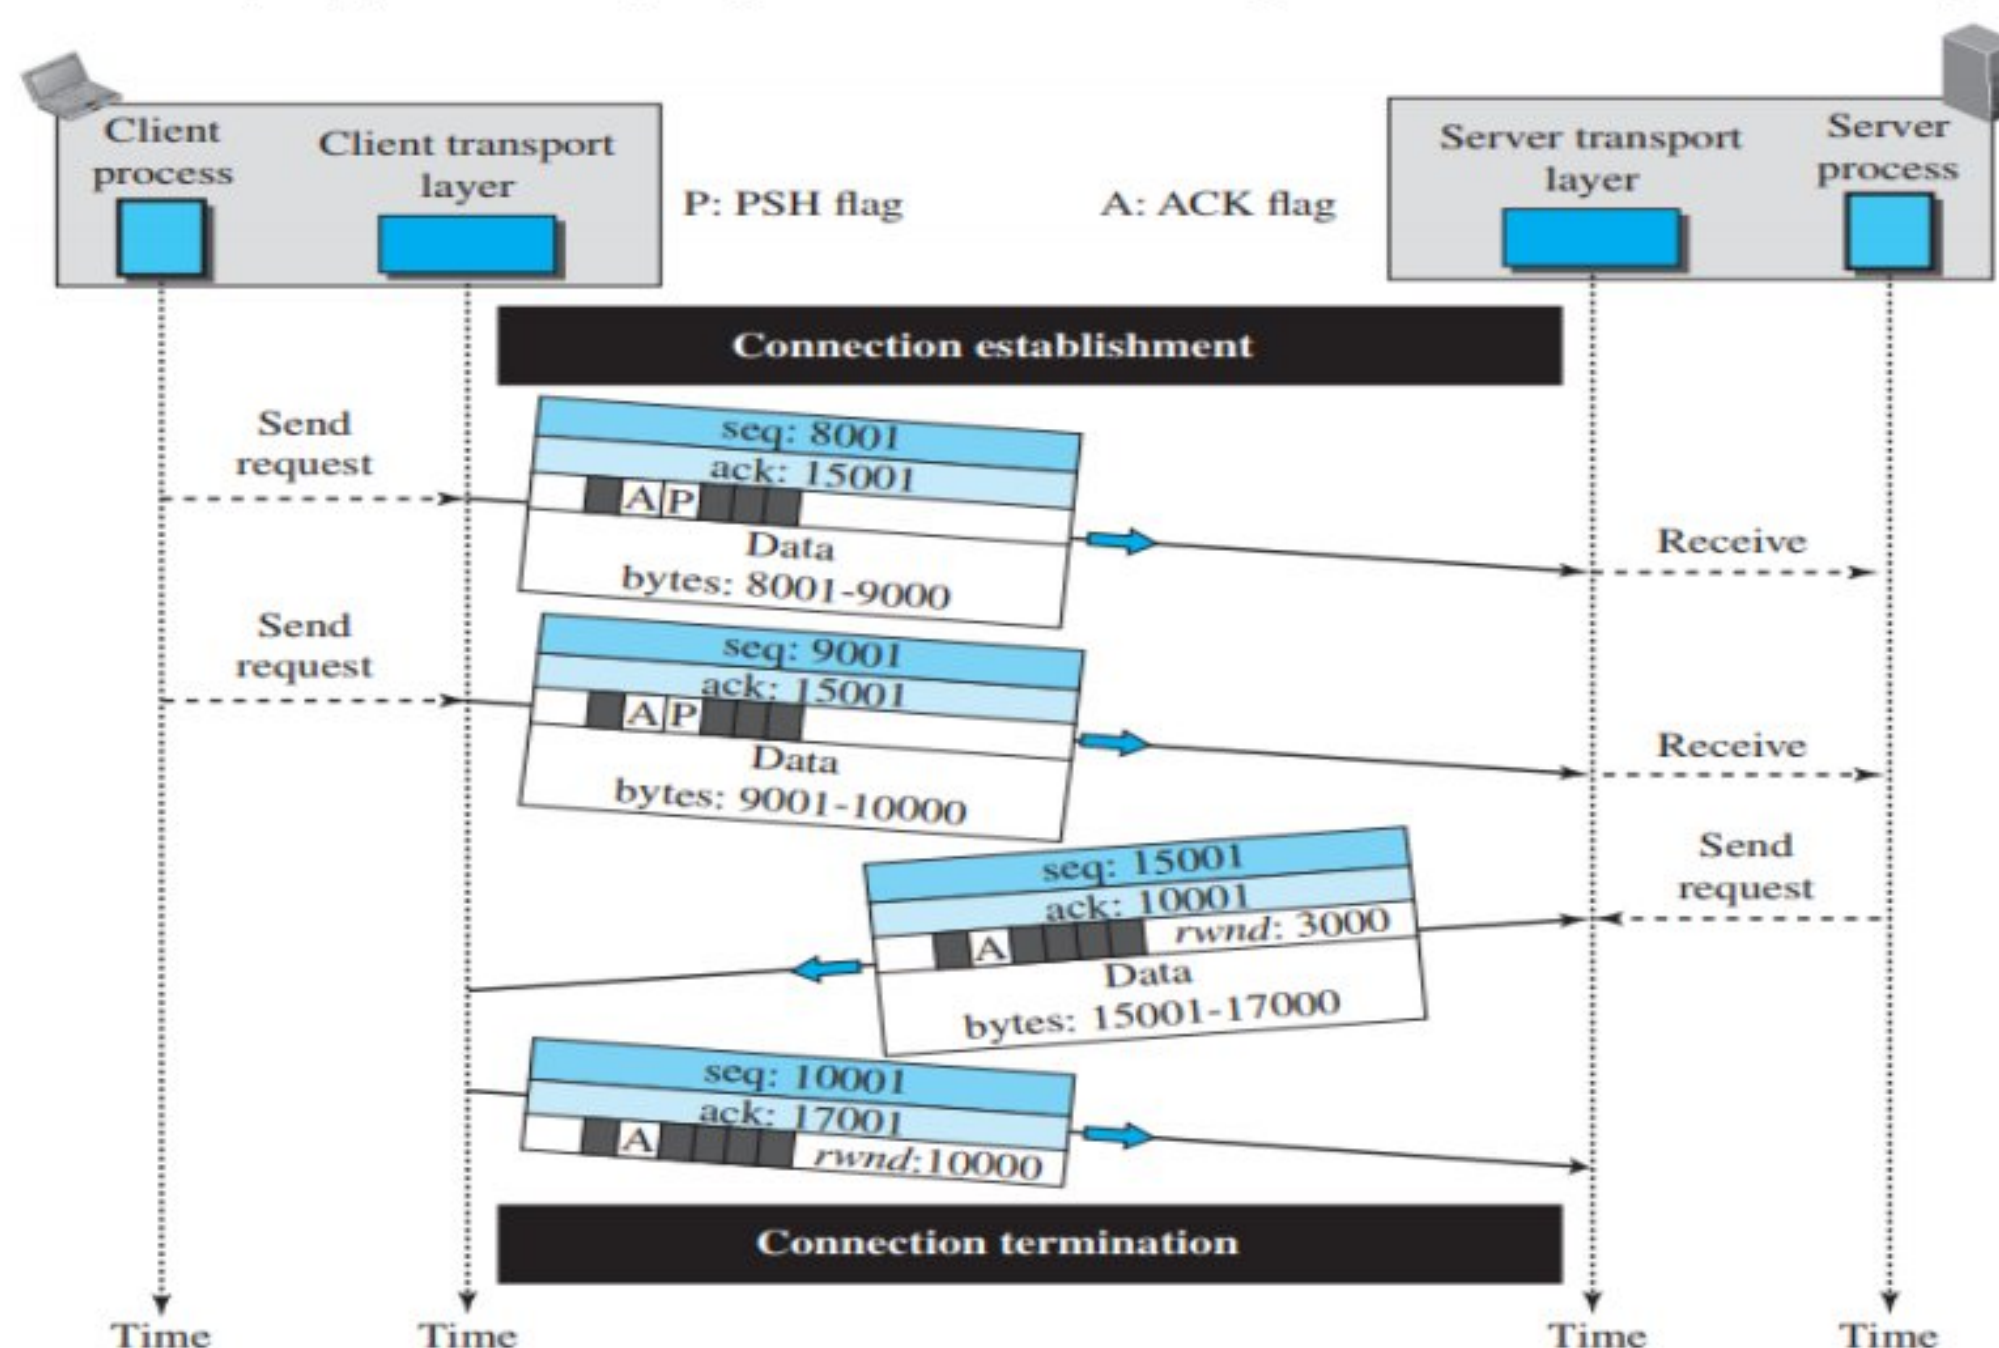 Client
process
Client transport
layer
P: PSH flag
A: ACK flag
Server transport
layer
Server
process
Connection establishment
Send
request
seq: 8001
ack: 15001
A P
Data
bytes: 8001-9000
Receive
Send
request
seq: 9001
ack: 15001
A P
Data
bytes: 9001-10000
Receive
seq: 15001
ack: 10001
A
rwnd: 3000
Data
bytes: 15001-17000
Send
request
seq: 10001
ack: 17001
A
rwnd:10000
Connection termination
Time
Time
Time
Time